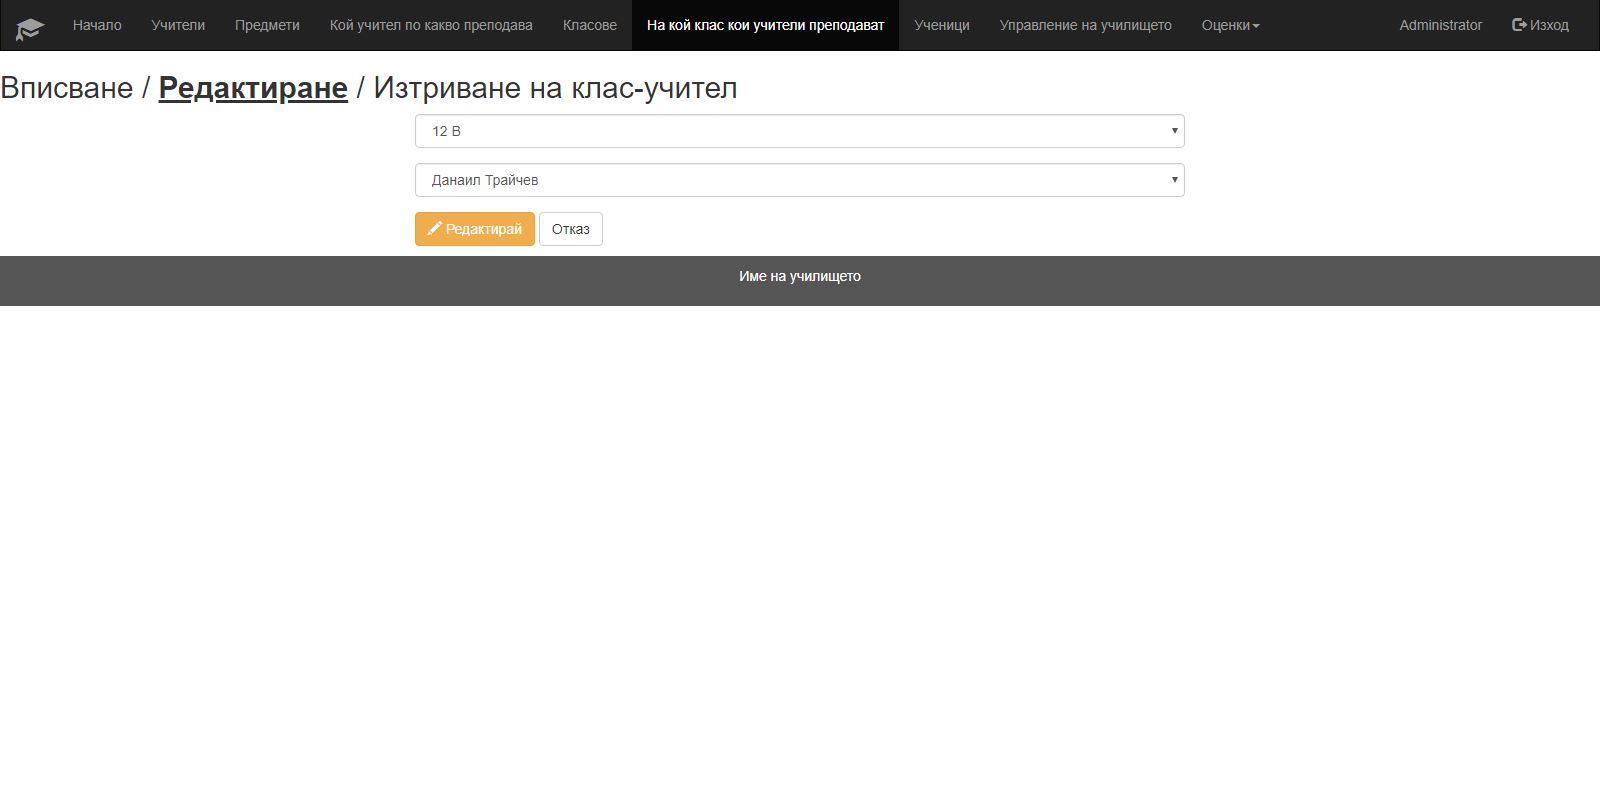 Начало Учители Предмети Кой учител по какво преподава Класове На кой клас кои учители преподават Ученици Управление на училището Оценки Administrator Изход
Вписване / Редактиране / Изтриване на клас-учител
12 В
Данаил Трайчев
Редактирай Отказ
Име на училището